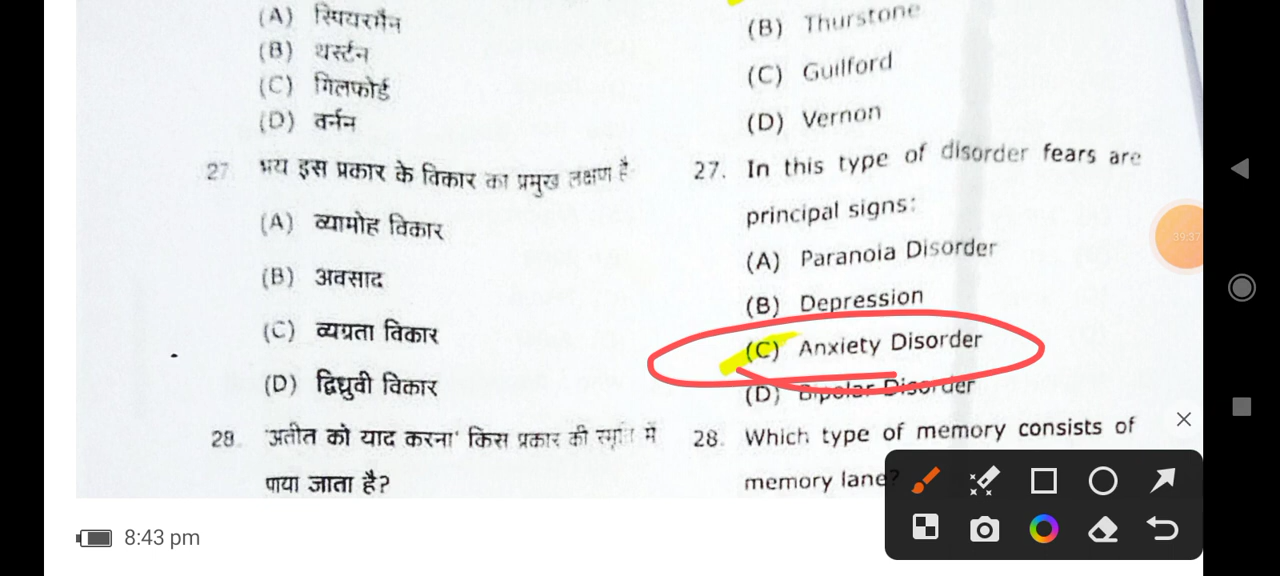 (A) स्पियरमैन
(B) थर्स्टन
(C) गिलफोर्ड
(D) वर्नन
27. भय इस प्रकार के विकार का प्रमुख लक्षण है
(A) व्यामोह विकार
(B) अवसाद
(C) व्यग्रता विकार
(D) द्विध्रुवी विकार
28. 'अतीत को याद करना' किस प्रकार की स्मृति में
पाया जाता है?
(B) Thurstone
(C) Guilford
(D) Vernon
27. In this type of disorder fears are
principal signs:
(A) Paranoia Disorder
(B) Depression
(C) Anxiety Disorder
(D) Bipolar Disorder
28. Which type of memory consists of
memory lane?
39:37
8:43 pm